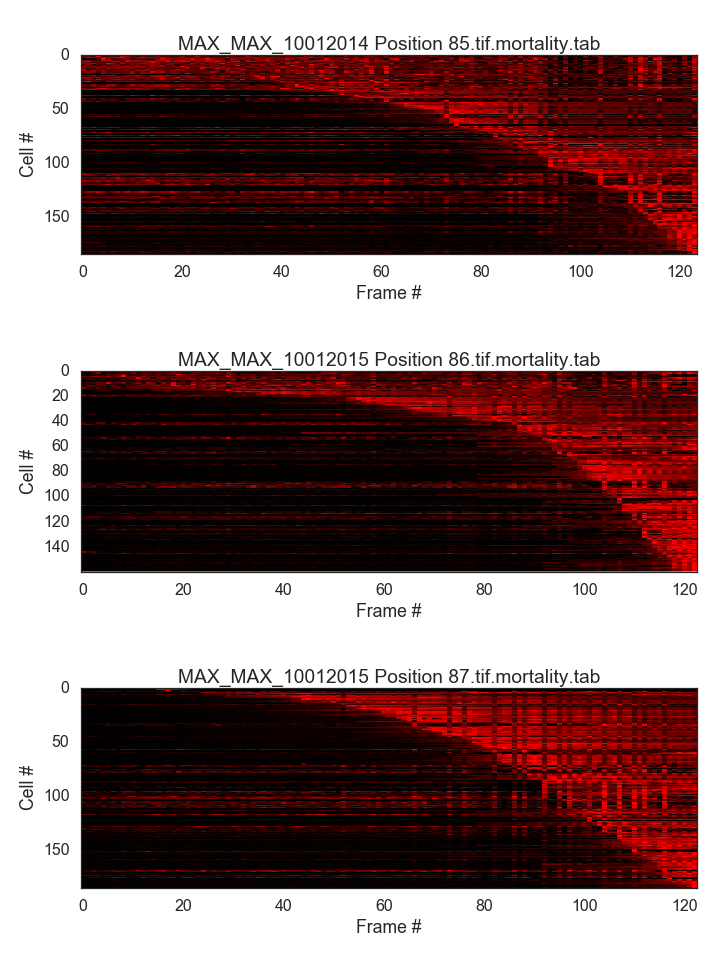 MAX_MAX_10012014 Position 85.tif.mortality.tab
0
50
100
150
Cell #
0 20 40 60 80 100 120
Frame #
MAX_MAX_10012015 Position 86.tif.mortality.tab
0
20
40
60
80
100
120
140
Cell #
0 20 40 60 80 100 120
Frame #
MAX_MAX_10012015 Position 87.tif.mortality.tab
0
50
100
150
Cell #
0 20 40 60 80 100 120
Frame #